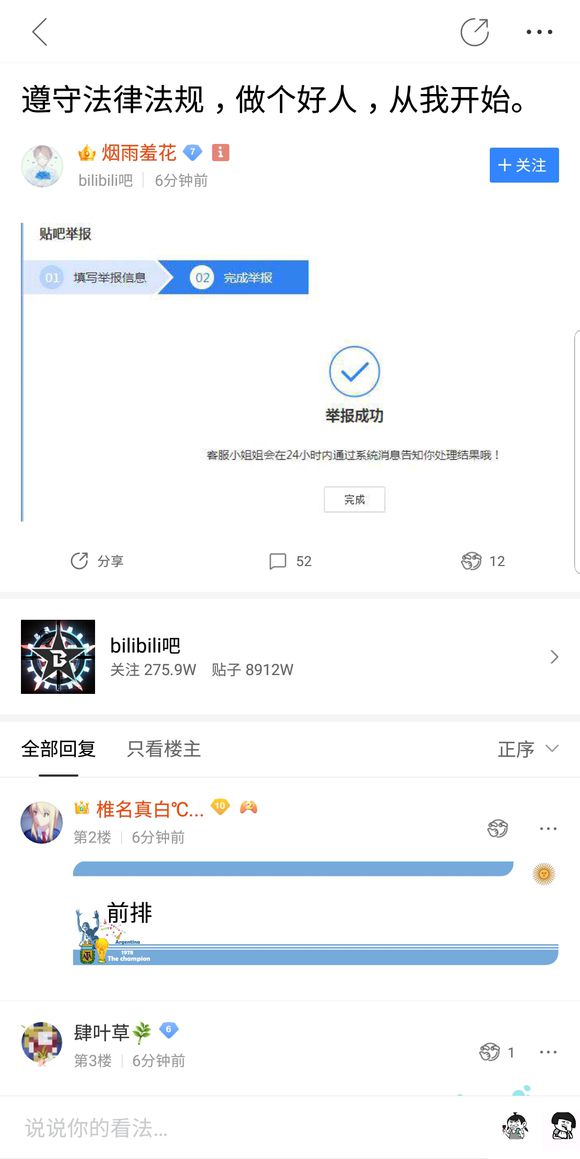 遵守法律法规，做个好人，从我开始。
烟雨羞花 7
bilibili吧 6分钟前
+关注
贴吧举报
01 填写举报信息 02 完成举报
举报成功
客服小姐姐会在24小时内通过系统消息告知你处理结果哦！
完成
分享 52 12
bilibili吧
关注 275.9W 贴子 8912W
全部回复 只看楼主 正序
椎名真白℃... 10
第2楼 6分钟前
前排
Argentina
1978
The champion
肆叶草 6
第3楼 6分钟前
1
说说你的看法...